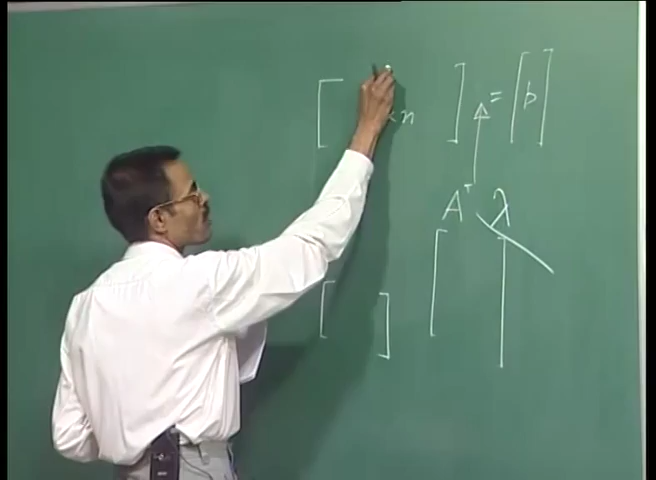 [ × n ] = [ b ]
Aᵀ λ
[ ] [